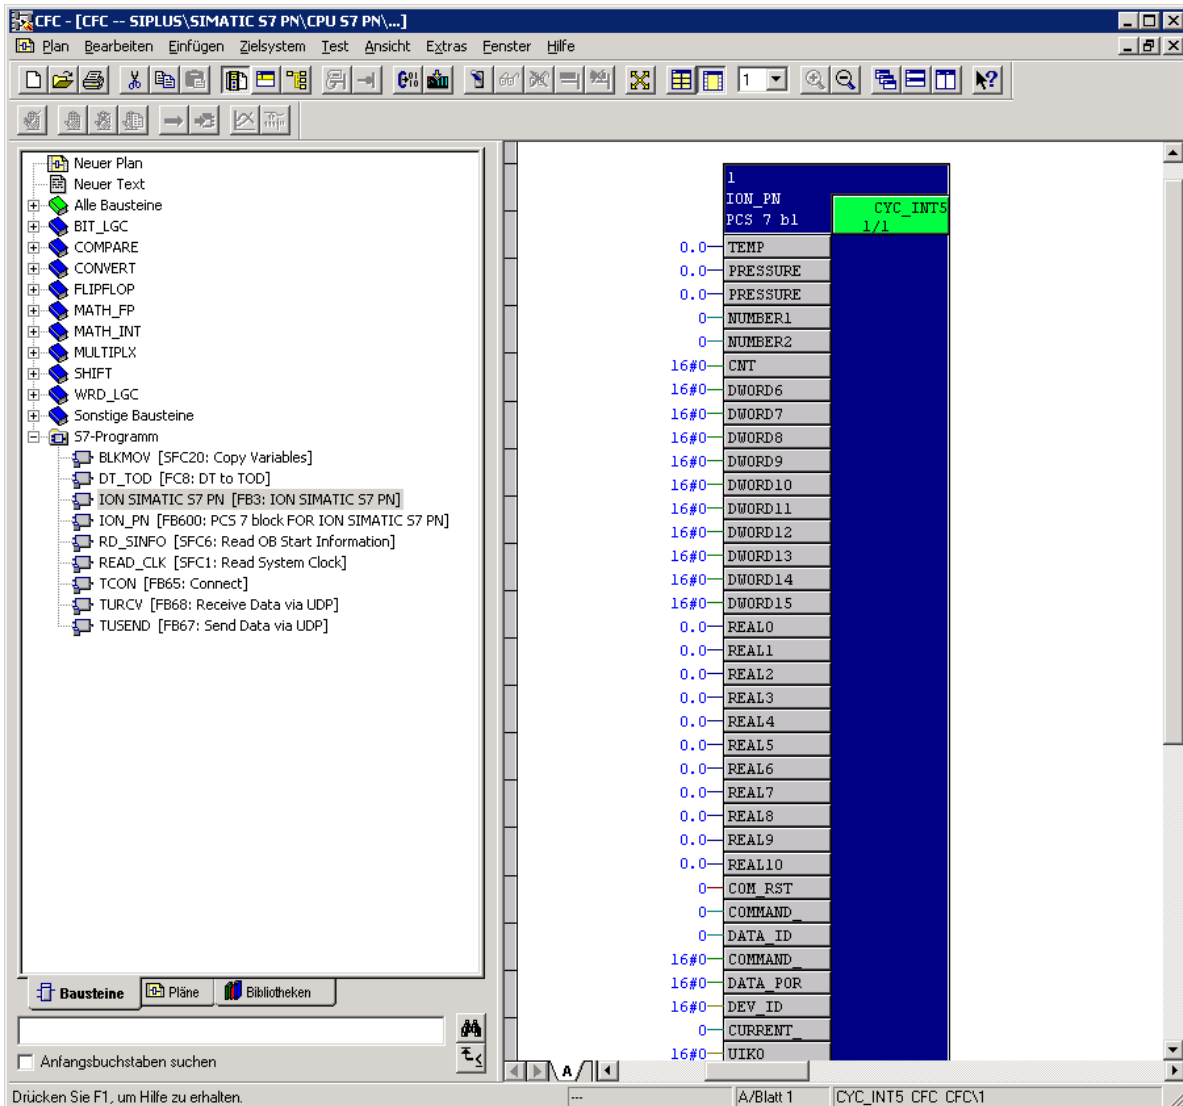 CFC - [CFC -- SIPLUS\SIMATIC S7 PN\CPU S7 PN\...]
Plan Bearbeiten Einfügen Zielsystem Test Ansicht Extras Fenster Hilfe
1
Neuer Plan
Neuer Text
Alle Bausteine
BIT_LGC
COMPARE
CONVERT
FLIPFLOP
MATH_FP
MATH_INT
MULTIPLX
SHIFT
WRD_LGC
Sonstige Bausteine
S7-Programm
BLKMOV [SFC20: Copy Variables]
DT_TOD [FC8: DT to TOD]
ION SIMATIC S7 PN [FB3: ION SIMATIC S7 PN]
ION_PN [FB600: PCS 7 block FOR ION SIMATIC S7 PN]
RD_SINFO [SFC6: Read OB Start Information]
READ_CLK [SFC1: Read System Clock]
TCON [FB65: Connect]
TURCV [FB68: Receive Data via UDP]
TUSEND [FB67: Send Data via UDP]
Bausteine Pläne Bibliotheken
Anfangsbuchstaben suchen
1
ION_PN
PCS 7 bl
CYC_INT5
1/1
0.0 TEMP
0.0 PRESSURE
0.0 PRESSURE
0 NUMBER1
0 NUMBER2
16#0 CNT
16#0 DWORD6
16#0 DWORD7
16#0 DWORD8
16#0 DWORD9
16#0 DWORD10
16#0 DWORD11
16#0 DWORD12
16#0 DWORD13
16#0 DWORD14
16#0 DWORD15
0.0 REAL0
0.0 REAL1
0.0 REAL2
0.0 REAL3
0.0 REAL4
0.0 REAL5
0.0 REAL6
0.0 REAL7
0.0 REAL8
0.0 REAL9
0.0 REAL10
0 COM_RST
0 COMMAND_
0 DATA_ID
16#0 COMMAND_
16#0 DATA_POR
16#0 DEV_ID
0 CURRENT_
16#0 UIK0
A
Drücken Sie F1, um Hilfe zu erhalten.
---
A/Blatt 1
CYC_INT5 CFC CFC\1